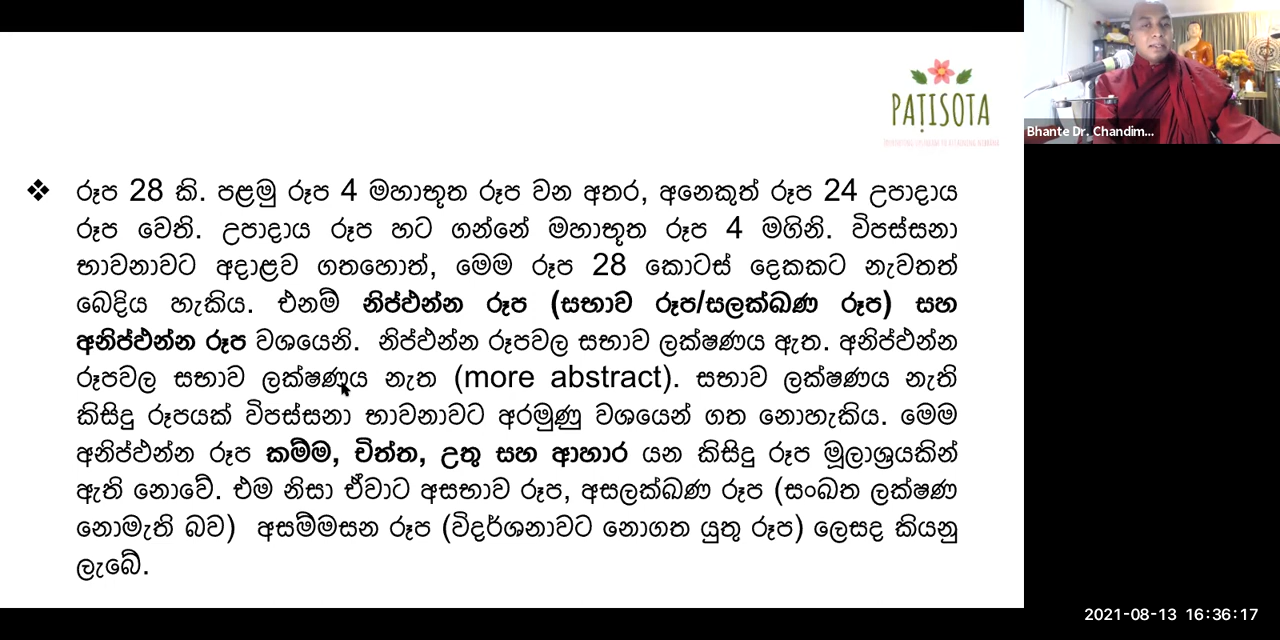 PAṬISOTA
Bhante Dr. Chandim...
❖ රූප 28 කි. පළමු රූප 4 මහාභූත රූප වන අතර, අනෙකුත් රූප 24 උපාදාය
රූප වෙති. උපාදාය රූප හට ගන්නේ මහාභූත රූප 4 මගිනි. විපස්සනා
භාවනාවට අදාළව ගතහොත්, මෙම රූප 28 කොටස් දෙකකට නැවතත්
බෙදිය හැකිය. එනම් නිප්ඵන්න රූප (සභාව රූප/සලක්ඛණ රූප) සහ
අනිප්ඵන්න රූප වශයෙනි. නිප්ඵන්න රූපවල සභාව ලක්ෂණය ඇත. අනිප්ඵන්න
රූපවල සභාව ලක්ෂණය නැත (more abstract). සභාව ලක්ෂණය නැති
කිසිදු රූපයක් විපස්සනා භාවනාවට අරමුණු වශයෙන් ගත නොහැකිය. මෙම
අනිප්ඵන්න රූප කම්ම, චිත්ත, උතු සහ ආහාර යන කිසිදු රූප මූලාශ්‍රයකින්
ඇති නොවේ. එම නිසා ඒවාට අසභාව රූප, අසලක්ඛණ රූප (සංඛත ලක්ෂණ
නොමැති බව) අසම්මසන රූප (විදර්ශනාවට නොගත යුතු රූප) ලෙසද කියනු
ලැබේ.
2021-08-13 16:36:17